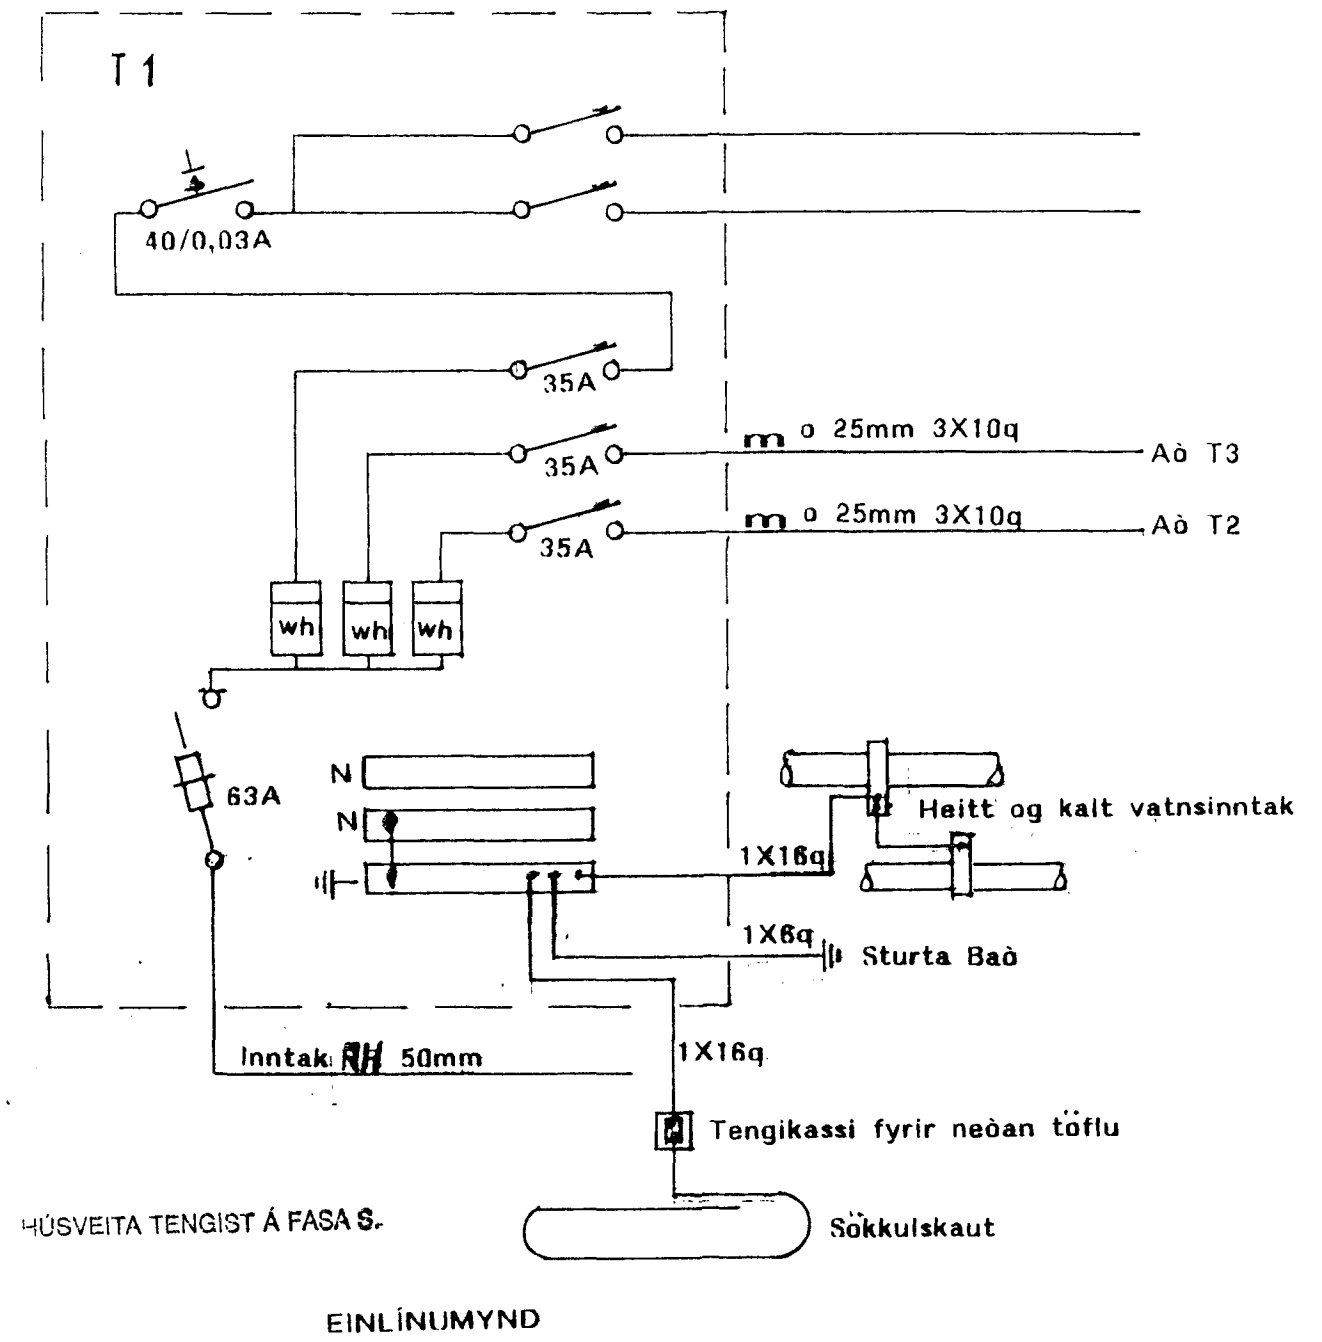 T 1
40/0,03A
35A
35A
m o 25mm 3X10q
Aò T3
35A
m o 25mm 3X10q
Aò T2
wh wh wh
63A
N
N
Heitt og kalt vatnsinntak
1X16q
1X6q
Sturta Baò
Inntak RH 50mm
1X16q
Tengikassi fyrir neòan töflu
HÚSVEITA TENGIST Á FASA S.
Sökkulskaut
EINLÍNUMYND